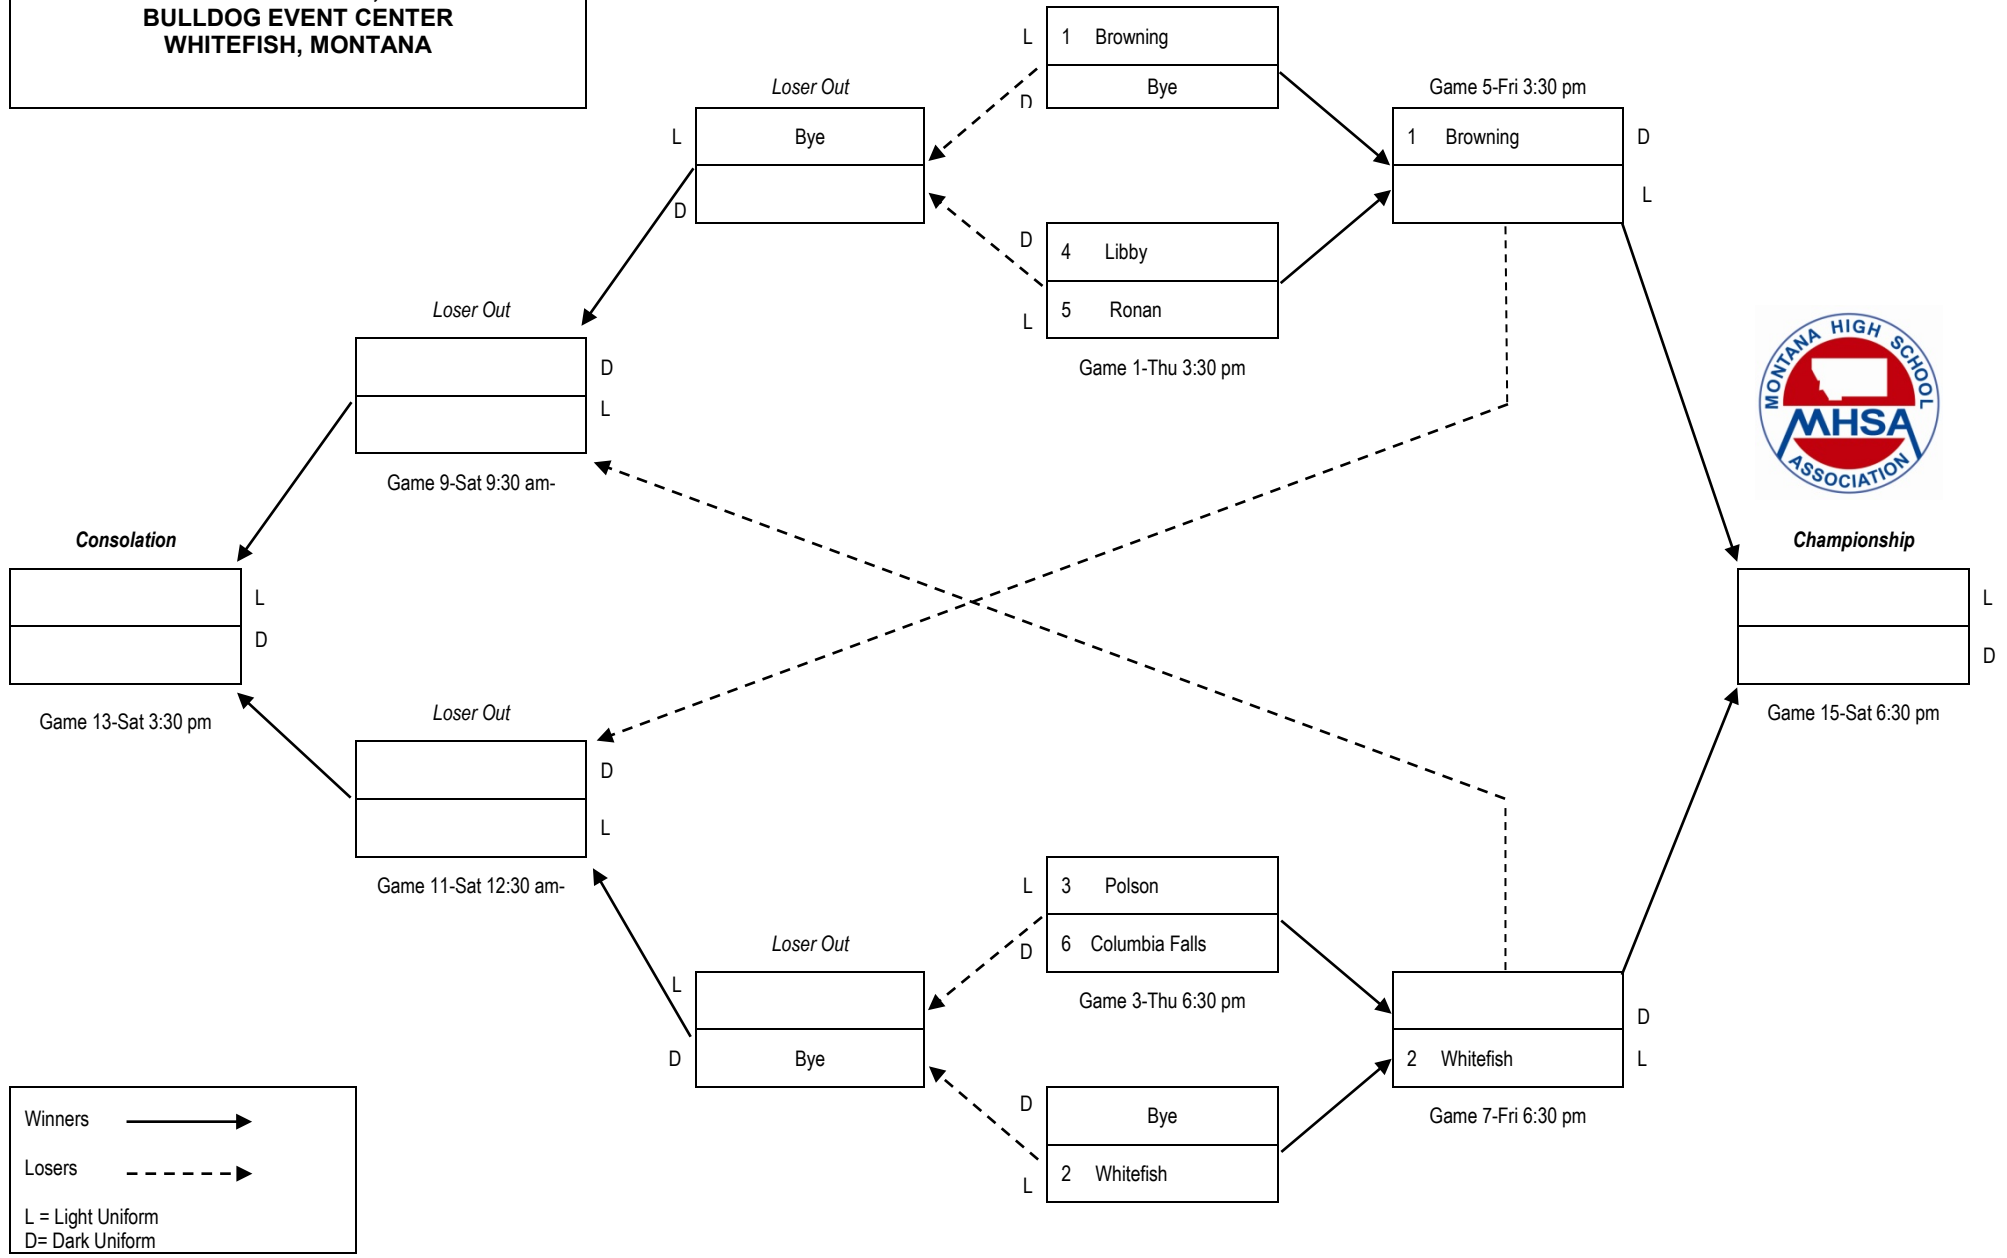 BULLDOG EVENT CENTER
WHITEFISH, MONTANA
L 1 Browning
D Bye
Loser Out
L Bye
D
Game 5-Fri 3:30 pm
1 Browning D
L
D 4 Libby
L 5 Ronan
Game 1-Thu 3:30 pm
Loser Out
D
L
Game 9-Sat 9:30 am-
MONTANA HIGH SCHOOL
MHSA
ASSOCIATION
Consolation
L
D
Game 13-Sat 3:30 pm
Championship
L
D
Game 15-Sat 6:30 pm
Loser Out
D
L
Game 11-Sat 12:30 am-
L 3 Polson
D 6 Columbia Falls
Game 3-Thu 6:30 pm
Loser Out
L
D Bye
D
2 Whitefish L
Game 7-Fri 6:30 pm
D Bye
L 2 Whitefish
Winners
Losers
L = Light Uniform
D= Dark Uniform